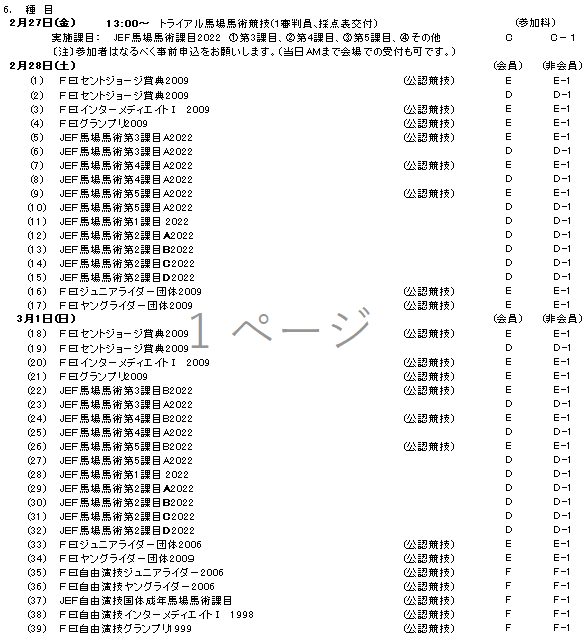 6. 種 目
2月27日(金) 13:00～ トライアル馬場馬術競技(1審判員、採点表交付) (参加料)
実施課目: JEF馬場馬術課目2022 ①第3課目、②第4課目、③第5課目、④その他 C C-1
〔注〕参加者はなるべく事前申込をお願いします。(当日AMまで会場での受付も可です。)
2月28日(土) (会員) (非会員)
(1) FEIセントジョージ賞典2009 (公認競技) E E-1
(2) FEIセントジョージ賞典2009 D D-1
(3) FEIインターメディエイトⅠ 2009 (公認競技) E E-1
(4) FEIグランプリ2009 (公認競技) E E-1
(5) JEF馬場馬術第3課目A2022 (公認競技) E E-1
(6) JEF馬場馬術第3課目A2022 D D-1
(7) JEF馬場馬術第4課目A2022 (公認競技) E E-1
(8) JEF馬場馬術第4課目A2022 D D-1
(9) JEF馬場馬術第5課目A2022 (公認競技) E E-1
(10) JEF馬場馬術第5課目A2022 D D-1
(11) JEF馬場馬術第1課目 2022 D D-1
(12) JEF馬場馬術第2課目A2022 D D-1
(13) JEF馬場馬術第2課目B2022 D D-1
(14) JEF馬場馬術第2課目C2022 D D-1
(15) JEF馬場馬術第2課目D2022 D D-1
(16) FEIジュニアライダー団体2009 (公認競技) E E-1
(17) FEIヤングライダー団体2009 (公認競技) E E-1
3月1日(日) (会員) (非会員)
(18) FEIセントジョージ賞典2009 (公認競技) E E-1
(19) FEIセントジョージ賞典2009 D D-1
(20) FEIインターメディエイトⅠ 2009 (公認競技) E E-1
(21) FEIグランプリ2009 (公認競技) E E-1
(22) JEF馬場馬術第3課目B2022 (公認競技) E E-1
(23) JEF馬場馬術第3課目A2022 D D-1
(24) JEF馬場馬術第4課目B2022 (公認競技) E E-1
(25) JEF馬場馬術第4課目A2022 D D-1
(26) JEF馬場馬術第5課目B2022 (公認競技) E E-1
(27) JEF馬場馬術第5課目A2022 D D-1
(28) JEF馬場馬術第1課目 2022 D D-1
(29) JEF馬場馬術第2課目A2022 D D-1
(30) JEF馬場馬術第2課目B2022 D D-1
(31) JEF馬場馬術第2課目C2022 D D-1
(32) JEF馬場馬術第2課目D2022 D D-1
(33) FEIジュニアライダー団体2006 (公認競技) E E-1
(34) FEIヤングライダー団体2009 (公認競技) E E-1
(35) FEI自由演技ジュニアライダー2006 (公認競技) F F-1
(36) FEI自由演技ヤングライダー2006 (公認競技) F F-1
(37) JEF自由演技国体成年馬場馬術課目 (公認競技) F F-1
(38) FEI自由演技インターメディエイトⅠ 1998 (公認競技) F F-1
(39) FEI自由演技グランプリ1999 (公認競技) F F-1
1 ページ